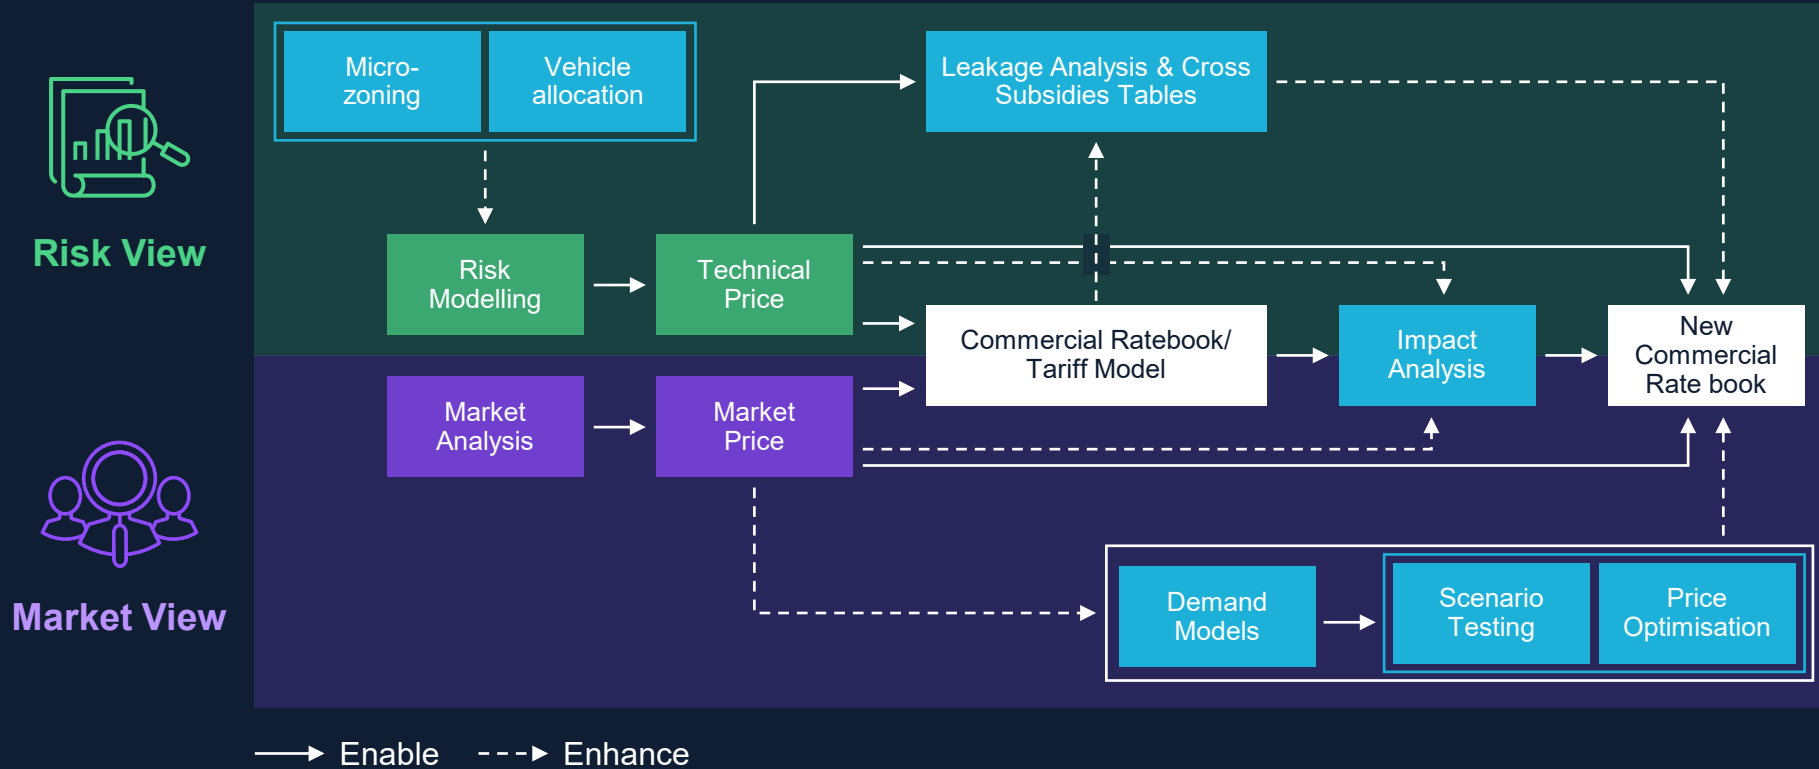 Micro-
zoning
Vehicle
allocation
Leakage Analysis & Cross
Subsidies Tables
Risk View
Risk
Modelling
Technical
Price
Commercial Ratebook/
Tariff Model
Impact
Analysis
New
Commercial
Rate book
Market
Analysis
Market
Price
Market View
Demand
Models
Scenario
Testing
Price
Optimisation
Enable
Enhance